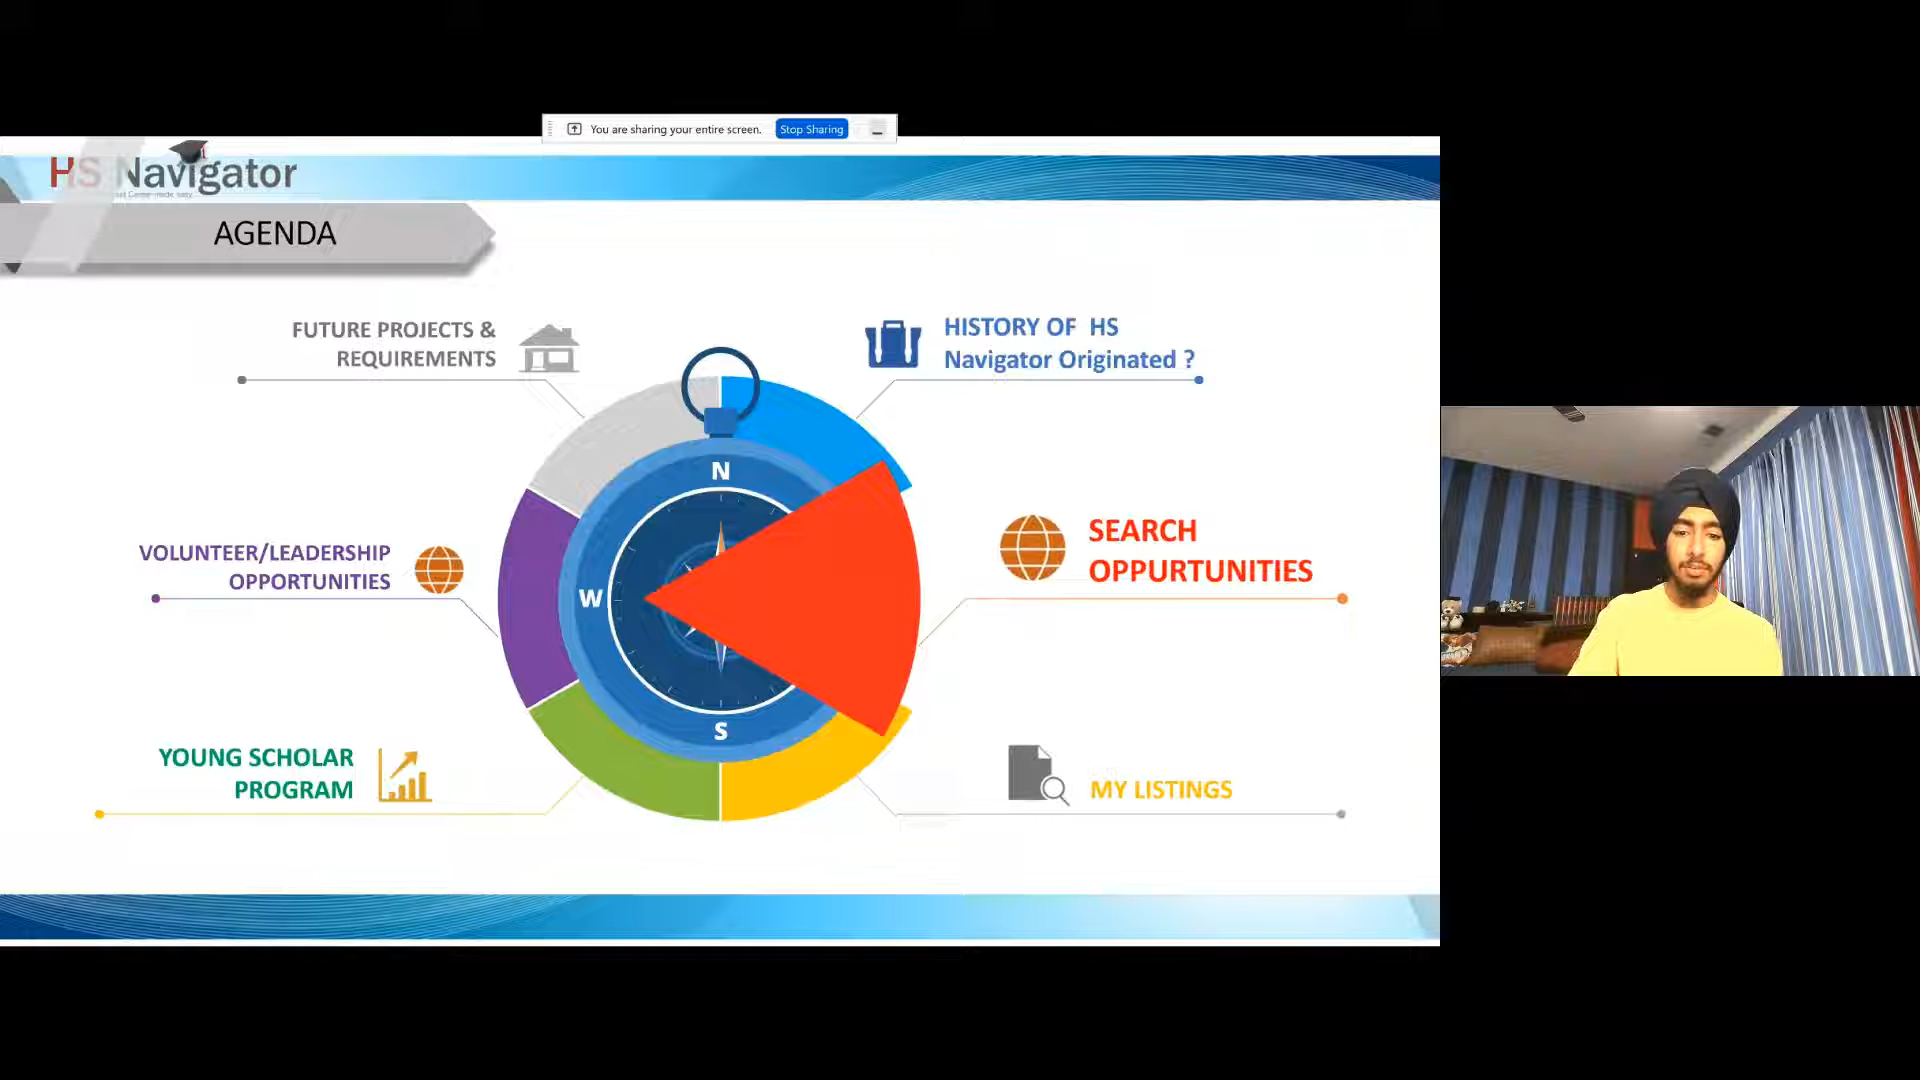 You are sharing your entire screen. Stop Sharing
HS Navigator
AGENDA
FUTURE PROJECTS &
REQUIREMENTS
HISTORY OF HS
Navigator Originated ?
N
W
S
VOLUNTEER/LEADERSHIP
OPPORTUNITIES
SEARCH
OPPURTUNITIES
YOUNG SCHOLAR
PROGRAM
MY LISTINGS